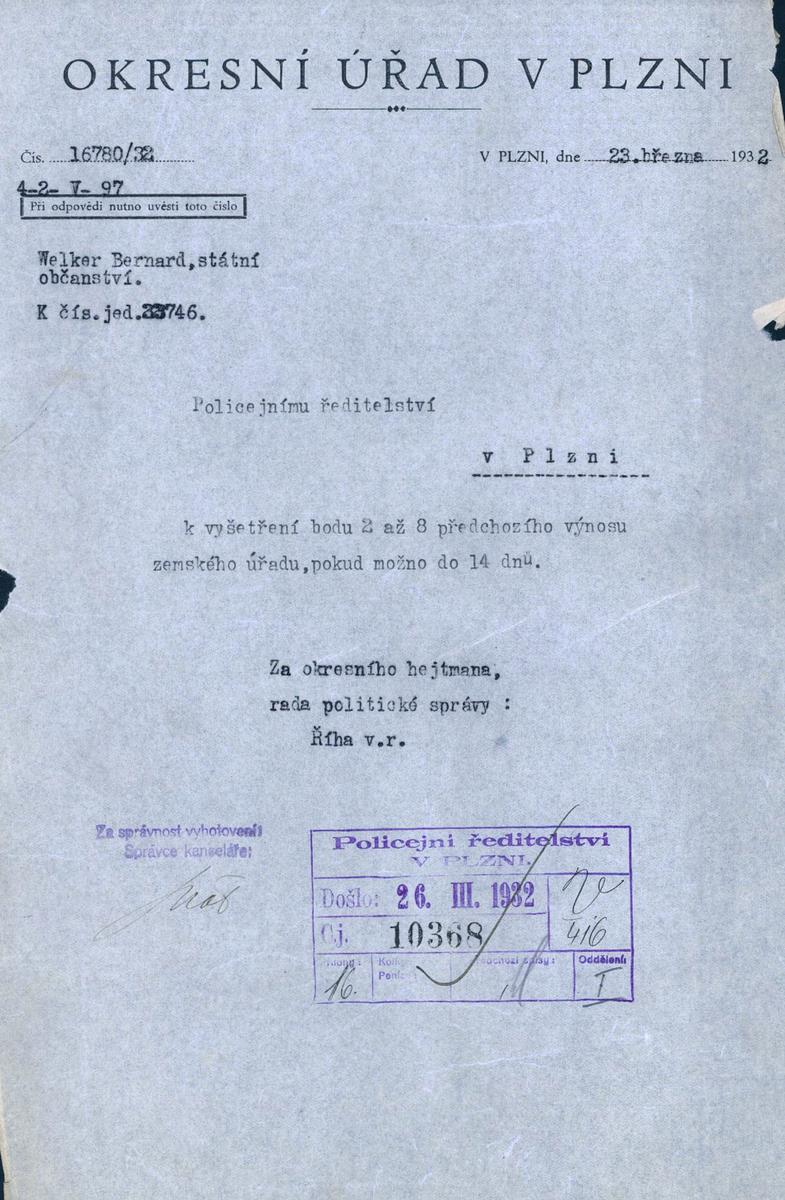 OKRESNÍ ÚŘAD V PLZNI
Čís. 16780/32
V PLZNI, dne 23.března 1932
4-2- V- 97
Při odpovědi nutno uvésti toto číslo
Welker Bernard,státní
občanství.
K čís.jed.33746.
Policejnímu ředitelství
v Plzni
k vyšetření bodu 2 až 8 předchozího výnosu
zemského úřadu,pokud možno do 14 dnů.
Za okresního hejtmana,
rada politické správy :
Říha v.r.
Za správnost vyhotovení:
Správce kanceláře:
Policejní ředitelství
V PLZNI.
Došlo: 26. III. 1932
Čj. 10368
416
16.
Oddělení:
I